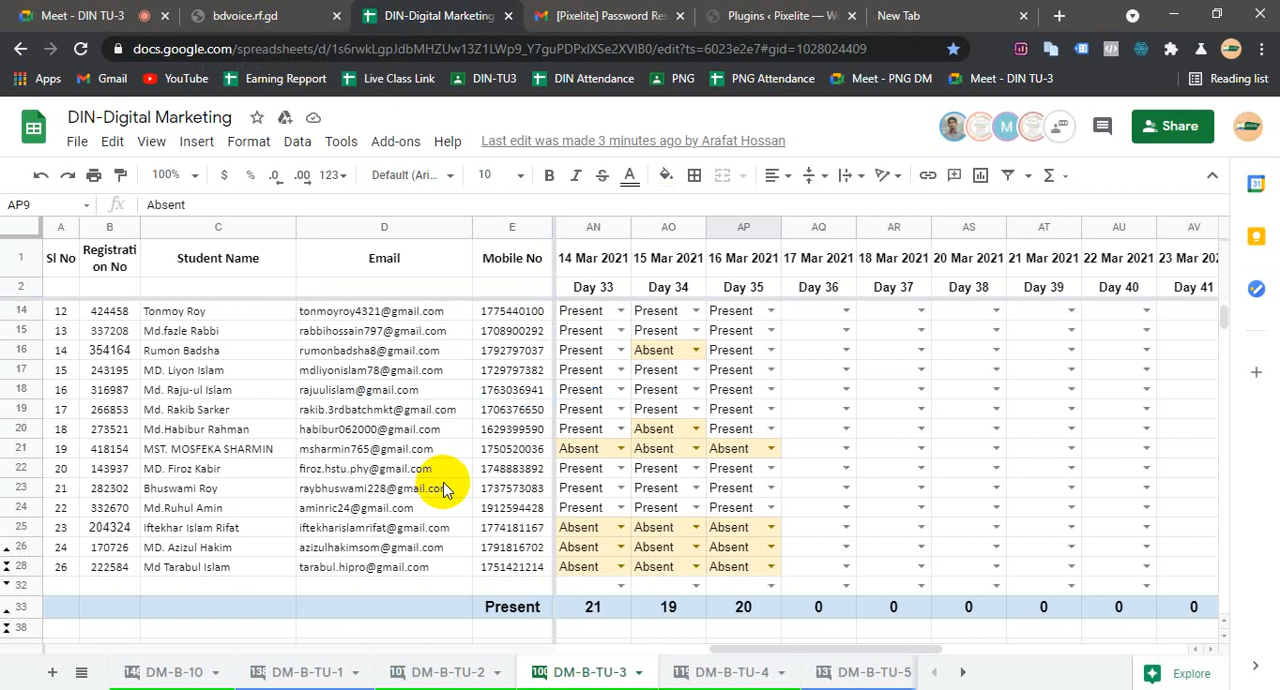 Meet - DIN TU-3 bdvoice.rf.gd DIN-Digital Marketing [Pixelite] Password Res Plugins ‹ Pixelite — W New Tab
docs.google.com/spreadsheets/d/1s6rwkLgpJdbMHZUw13Z1LWp9_Y7guPDPxlXSe2XVIB0/edit?ts=6023e2e7#gid=1028024409
Apps Gmail YouTube Earning Repport Live Class Link DIN-TU3 DIN Attendance PNG PNG Attendance Meet - PNG DM Meet - DIN TU-3 Reading list
DIN-Digital Marketing
Share
File Edit View Insert Format Data Tools Add-ons Help Last edit was made 3 minutes ago by Arafat Hossan
100% $ % .0 .00 123 Default (Ari... 10 B I S A
AP9 fx Absent
A B C D E AN AO AP AQ AR AS AT AU AV
1 Sl No Registrati on No Student Name Email Mobile No 14 Mar 2021 15 Mar 2021 16 Mar 2021 17 Mar 2021 18 Mar 2021 20 Mar 2021 21 Mar 2021 22 Mar 2021 23 Mar 202
2 Day 33 Day 34 Day 35 Day 36 Day 37 Day 38 Day 39 Day 40 Day 41
14 12 424458 Tonmoy Roy tonmoyroy4321@gmail.com 1775440100 Present Present Present
15 13 337208 Md.fazle Rabbi rabbihossain797@gmail.com 1708900292 Present Present Present
16 14 354164 Rumon Badsha rumonbadsha8@gmail.com 1792797037 Present Absent Present
17 15 243195 MD. Liyon Islam mdliyonislam78@gmail.com 1729797382 Present Present Present
18 16 316987 Md. Raju-ul Islam rajuulislam@gmail.com 1763036941 Present Present Present
19 17 266853 Md. Rakib Sarker rakib.3rdbatchmkt@gmail.com 1706376650 Present Present Present
20 18 273521 Md.Habibur Rahman habibur062000@gmail.com 1629399590 Present Absent Present
21 19 418154 MST. MOSFEKA SHARMIN msharmin765@gmail.com 1750520036 Absent Absent Absent
22 20 143937 MD. Firoz Kabir firoz.hstu.phy@gmail.com 1748883892 Present Present Present
23 21 282302 Bhuswami Roy raybhuswami228@gmail.com 1737573083 Present Present Present
24 22 332670 Md.Ruhul Amin aminric24@gmail.com 1912594428 Present Present Present
25 23 204324 Iftekhar Islam Rifat iftekharislamrifat@gmail.com 1774181167 Absent Absent Absent
26 24 170726 MD. Azizul Hakim azizulhakimsom@gmail.com 1791816702 Absent Absent Absent
28 26 222584 Md Tarabul Islam tarabul.hipro@gmail.com 1751421214 Absent Absent Absent
32
33 Present 21 19 20 0 0 0 0 0 0
38
DM-B-10 DM-B-TU-1 DM-B-TU-2 DM-B-TU-3 DM-B-TU-4 DM-B-TU-5 Explore